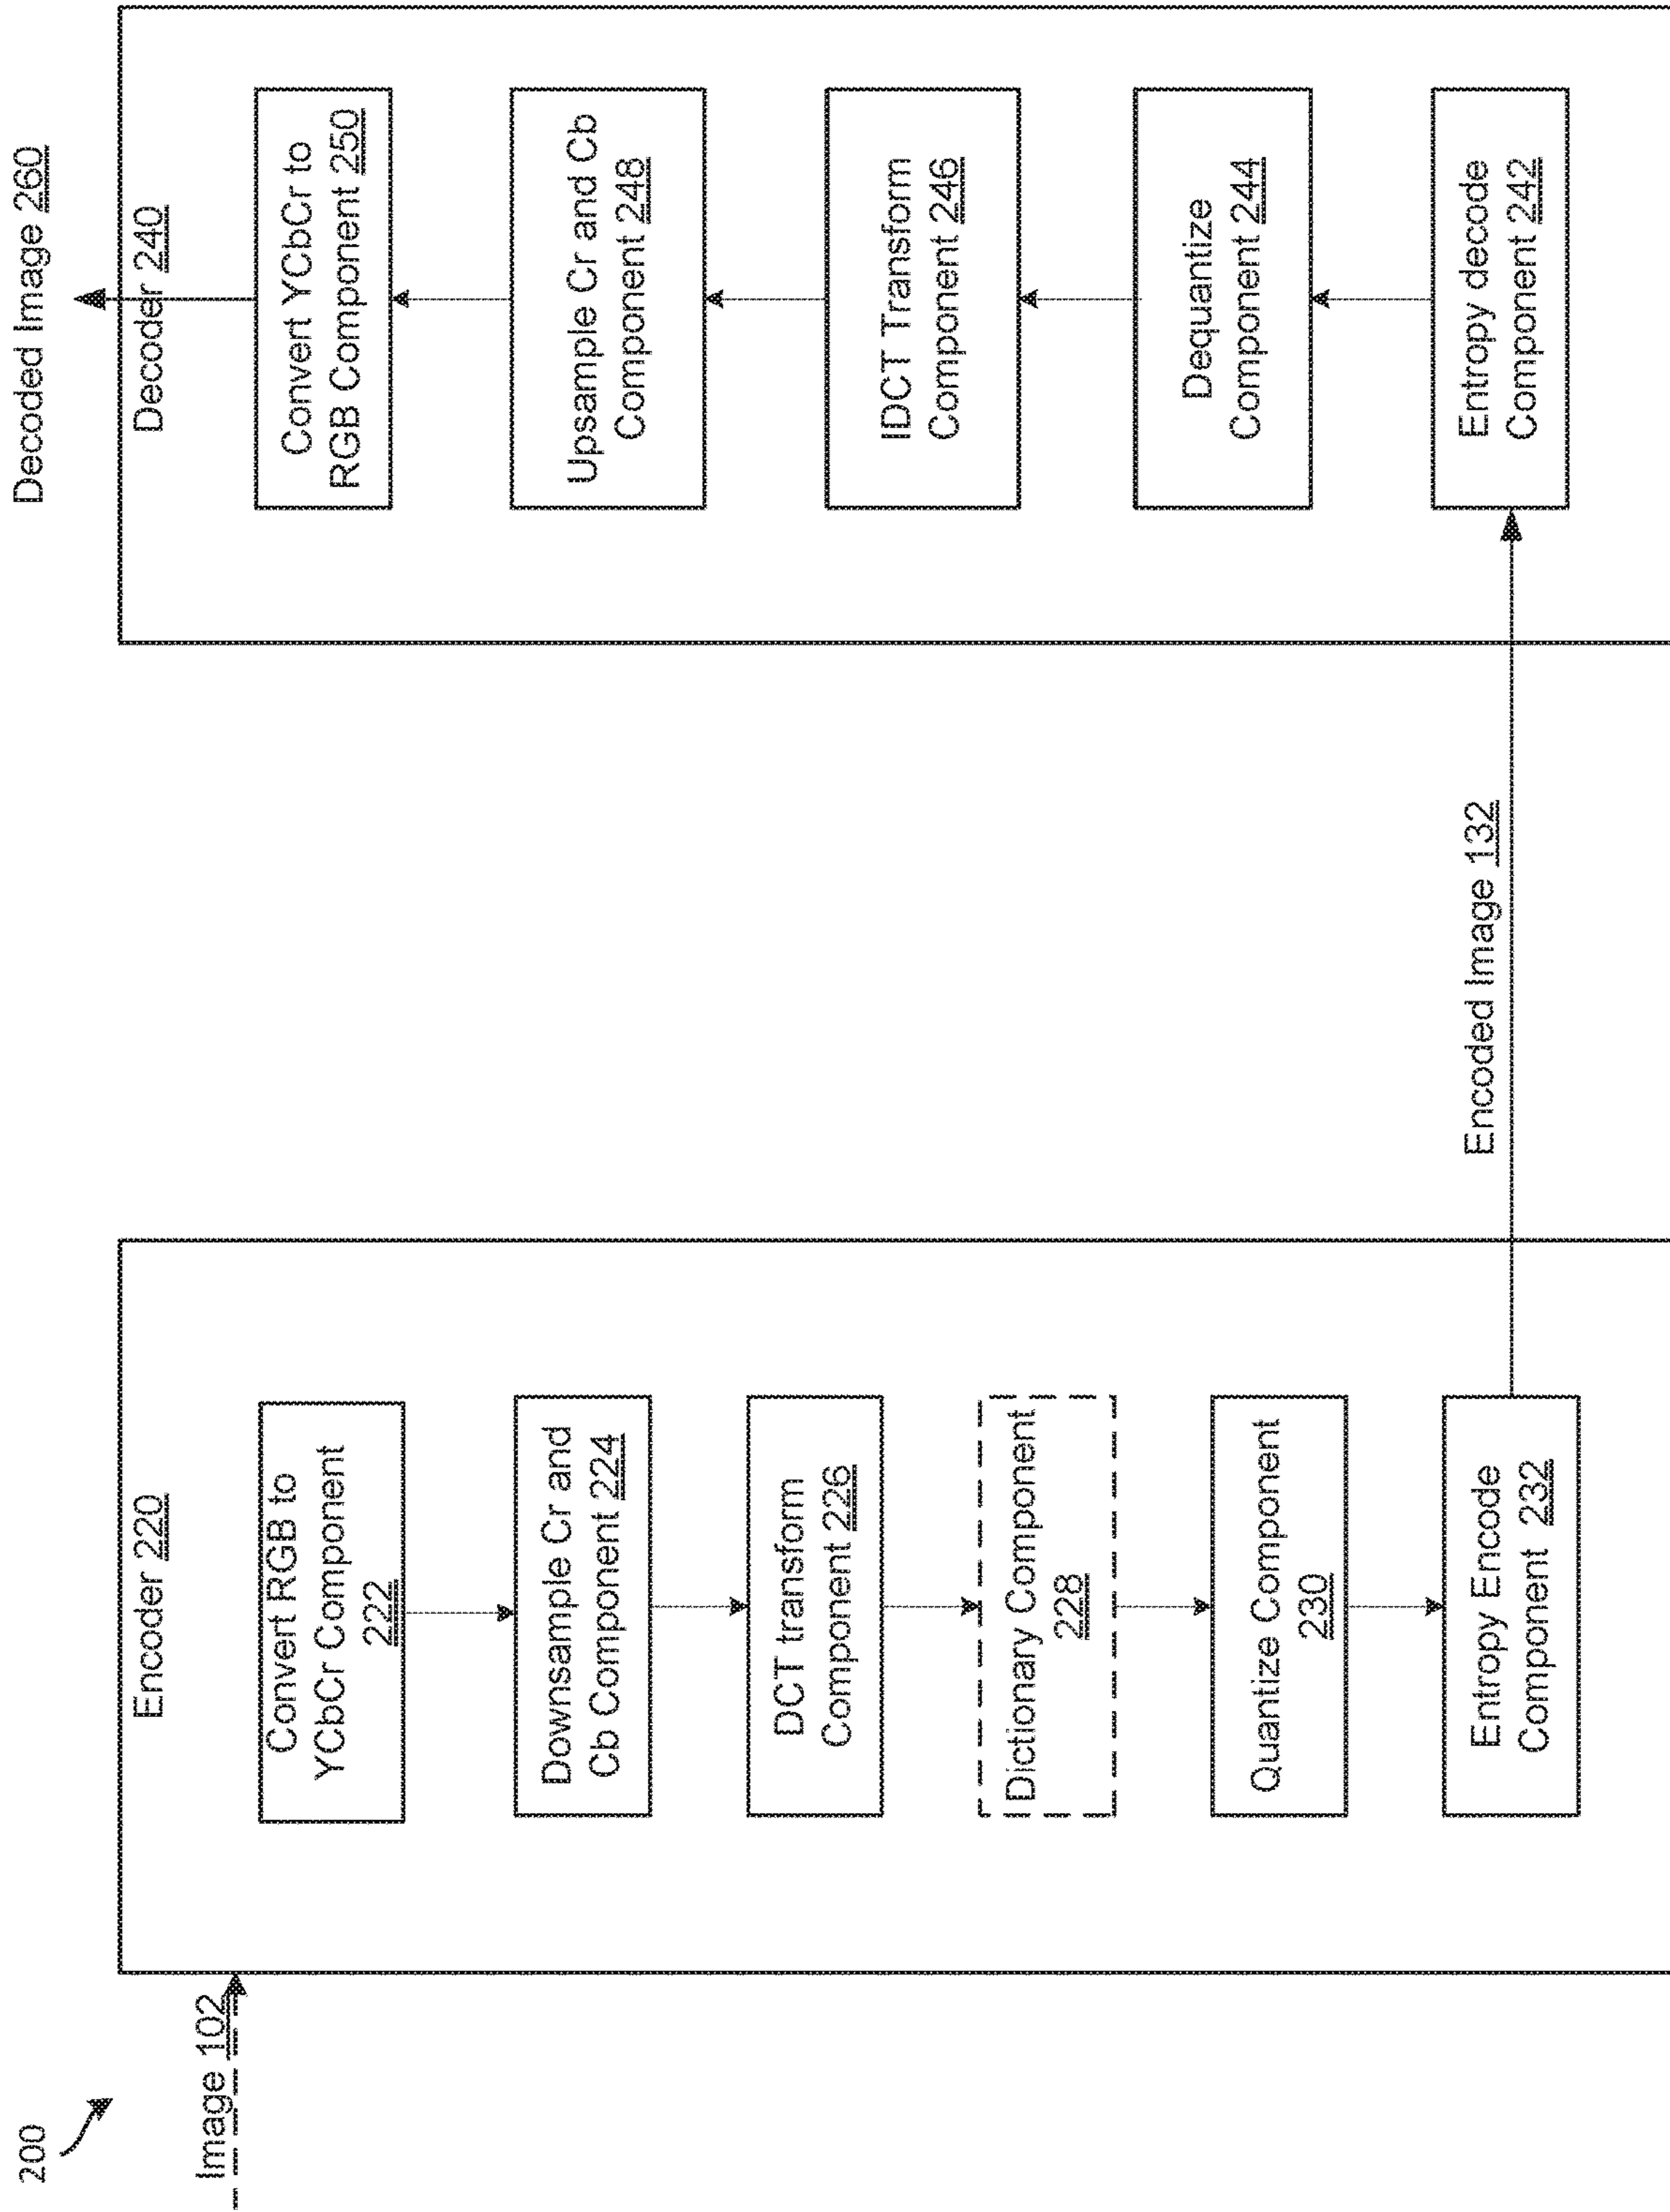 200
Image 102
Encoder 220
Convert RGB to
YCbCr Component
222
Downsample Cr and
Cb Component 224
DCT transform
Component 226
Dictionary Component
228
Quantize Component
230
Entropy Encode
Component 232
Encoded Image 132
Decoded Image 260
Decoder 240
Convert YCbCr to
RGB Component 250
Upsample Cr and Cb
Component 248
IDCT Transform
Component 246
Dequantize
Component 244
Entropy decode
Component 242